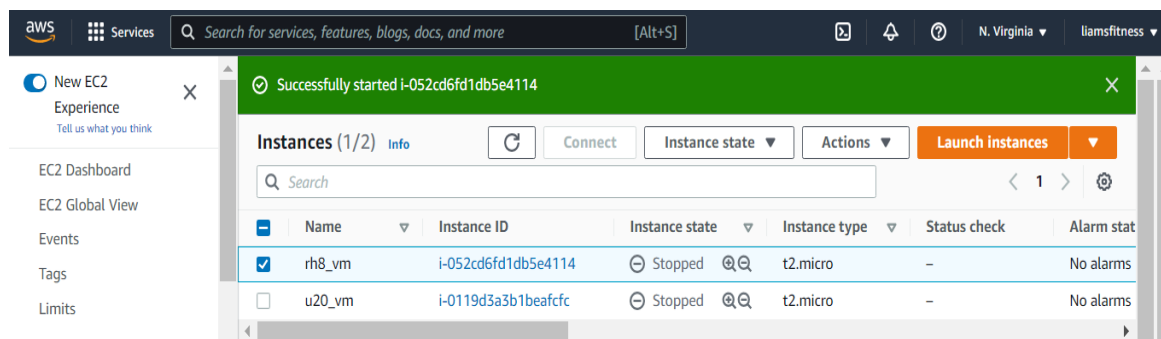 aws Services Search for services, features, blogs, docs, and more [Alt+S] N. Virginia ▼ liamsfitness ▼
New EC2
Experience
Tell us what you think
EC2 Dashboard
EC2 Global View
Events
Tags
Limits
Successfully started i-052cd6fd1db5e4114
Instances (1/2) Info Connect Instance state ▼ Actions ▼ Launch instances ▼
Search
1
Name Instance ID Instance state Instance type Status check Alarm stat
rh8_vm i-052cd6fd1db5e4114 Stopped t2.micro – No alarms
u20_vm i-0119d3a3b1beafcfc Stopped t2.micro – No alarms